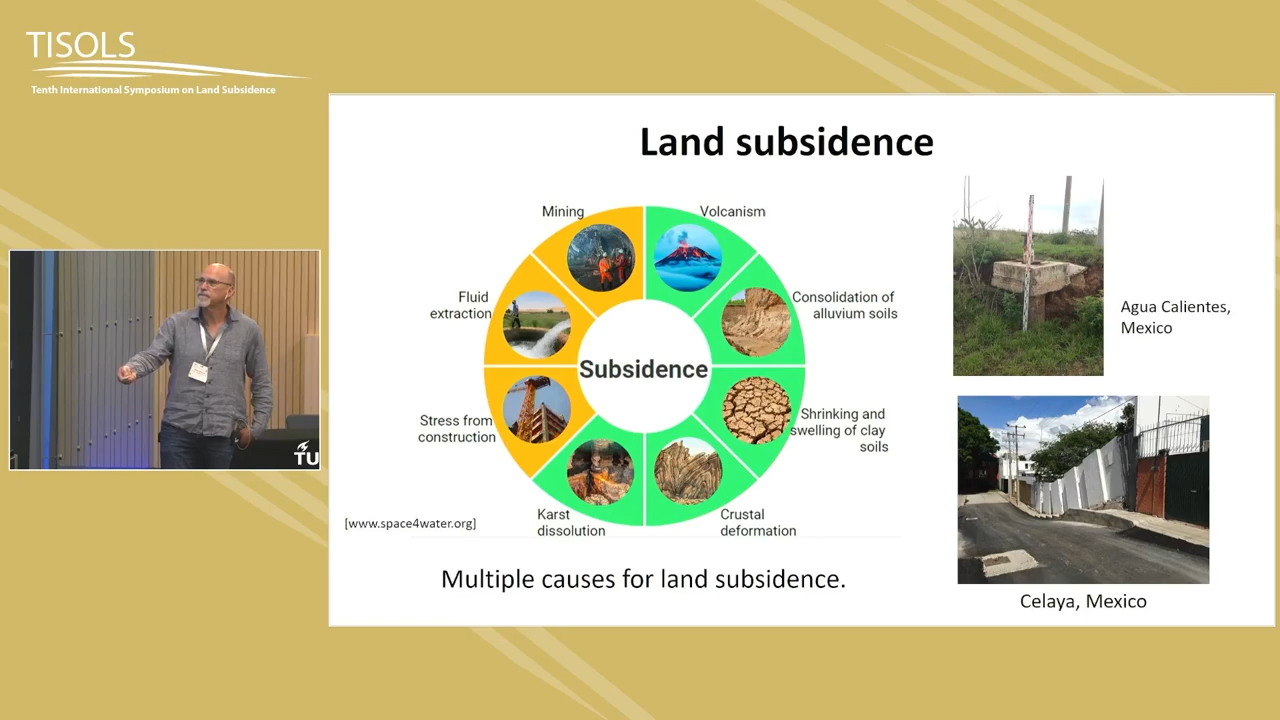 TISOLS
Tenth International Symposium on Land Subsidence
Land subsidence
Mining
Volcanism
Fluid
extraction
Consolidation of
alluvium soils
Agua Calientes,
Mexico
Subsidence
Stress from
construction
Shrinking and
swelling of clay
soils
TU
Karst
dissolution
Crustal
deformation
[www.space4water.org]
Multiple causes for land subsidence.
Celaya, Mexico